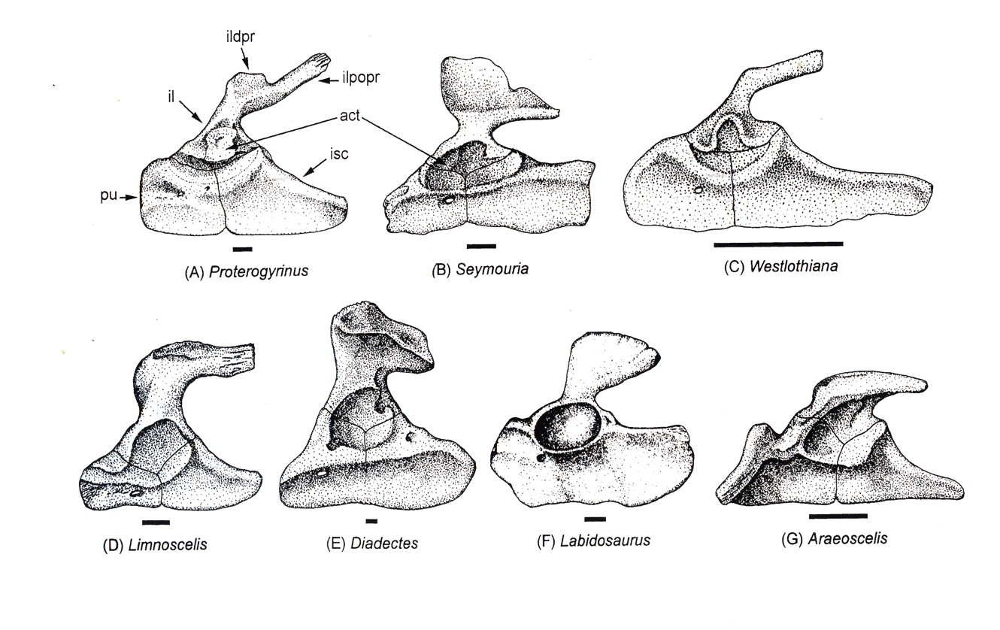 ildpr
ilpopr
il
act
isc
pu
(A) Proterogyrinus
(B) Seymouria
(C) Westlothiana
(D) Limnoscelis
(E) Diadectes
(F) Labidosaurus
(G) Araeoscelis